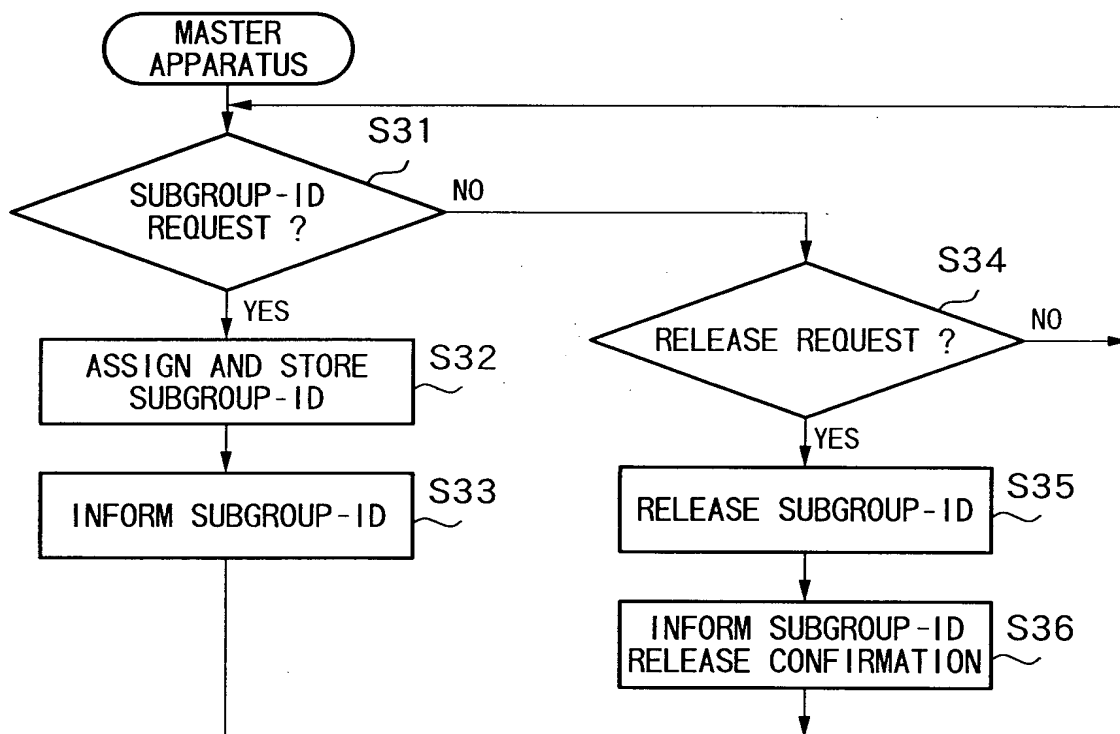 MASTER
APPARATUS
S31
SUBGROUP-ID
REQUEST ?
NO
YES
S34
RELEASE REQUEST ?
NO
YES
ASSIGN AND STORE
SUBGROUP-ID
S32
INFORM SUBGROUP-ID
S33
RELEASE SUBGROUP-ID
S35
INFORM SUBGROUP-ID
RELEASE CONFIRMATION
S36